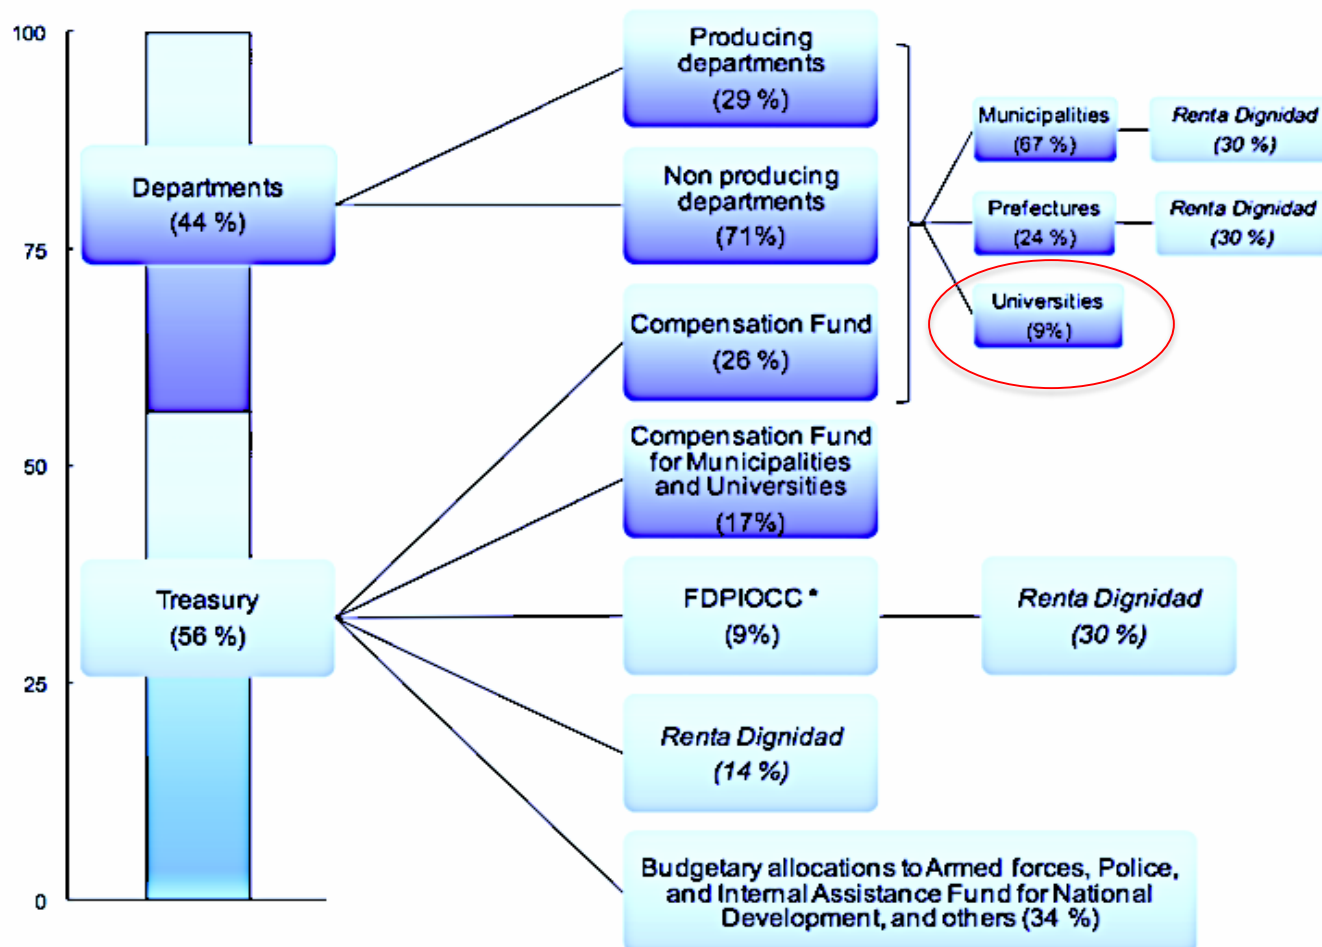 100
75
50
25
0
Departments
(44 %)
Treasury
(56 %)
Producing
departments
(29 %)
Non producing
departments
(71%)
Compensation Fund
(26 %)
Compensation Fund
for Municipalities
and Universities
(17%)
FDPIOCC *
(9%)
Renta Dignidad
(14 %)
Budgetary allocations to Armed forces, Police,
and Internal Assistance Fund for National
Development, and others (34 %)
Municipalities
(67 %)
Renta Dignidad
(30 %)
Prefectures
(24 %)
Renta Dignidad
(30 %)
Universities
(9%)
Renta Dignidad
(30 %)